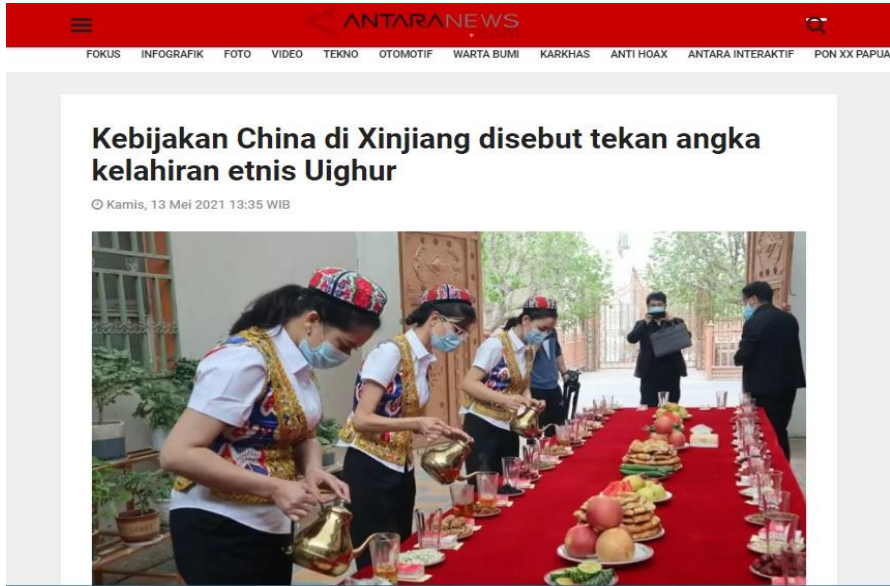 ANTARANEWS
FOKUS INFOGRAFIK FOTO VIDEO TEKNO OTOMOTIF WARTA BUMI KARKHAS ANTI HOAX ANTARA INTERAKTIF PON XX PAPUA
Kebijakan China di Xinjiang disebut tekan angka
kelahiran etnis Uighur
Kamis, 13 Mei 2021 13:35 WIB